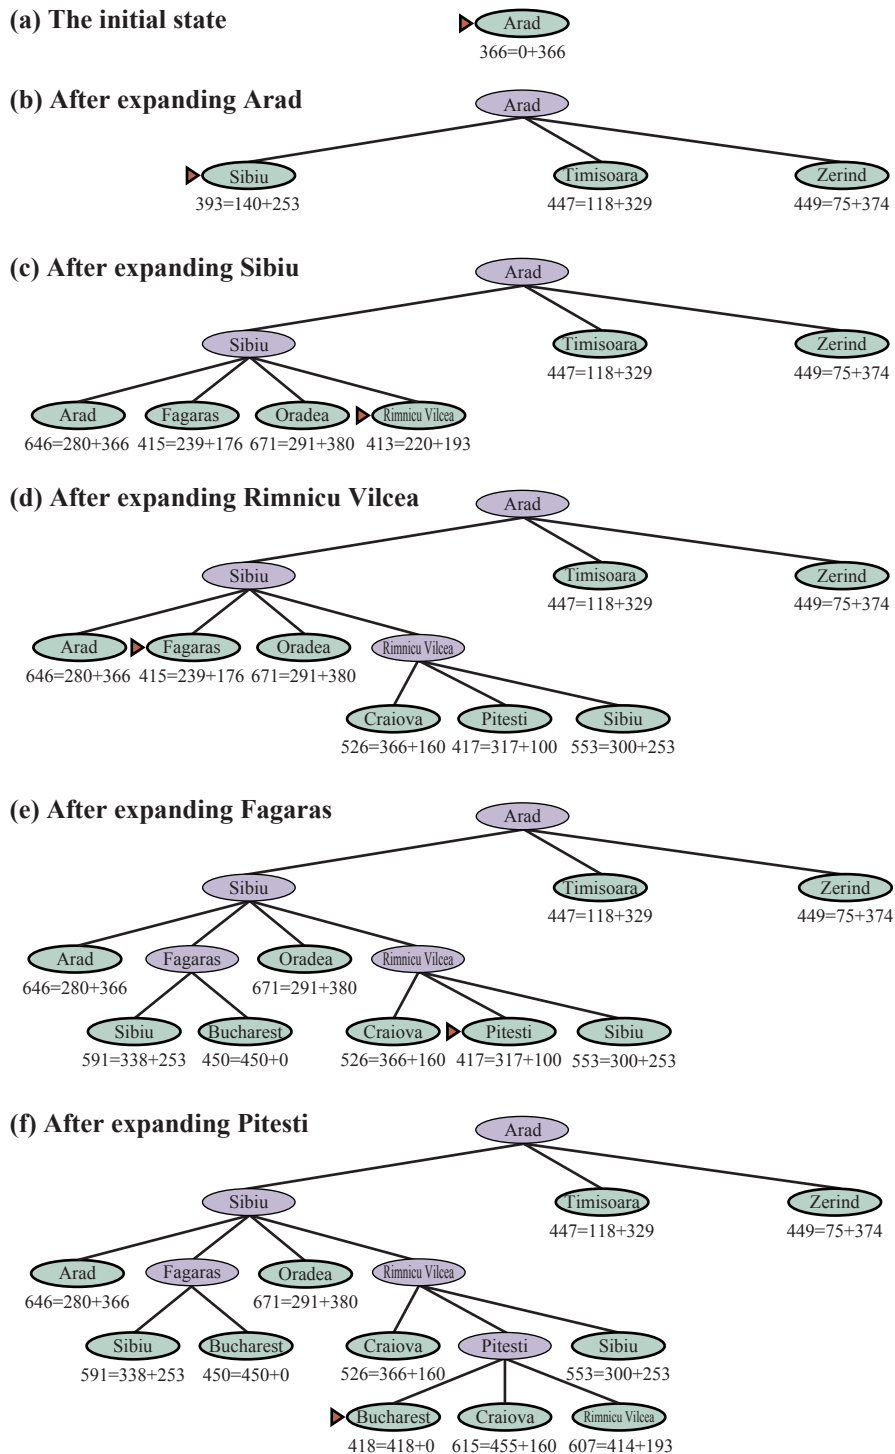 (a) The initial state
Arad
366=0+366
(b) After expanding Arad
Arad
Sibiu Timisoara Zerind
393=140+253 447=118+329 449=75+374
(c) After expanding Sibiu
Arad
Sibiu Timisoara Zerind
447=118+329 449=75+374
Arad Fagaras Oradea Rimnicu Vilcea
646=280+366 415=239+176 671=291+380 413=220+193
(d) After expanding Rimnicu Vilcea
Arad
Sibiu Timisoara Zerind
447=118+329 449=75+374
Arad Fagaras Oradea Rimnicu Vilcea
646=280+366 415=239+176 671=291+380
Craiova Pitesti Sibiu
526=366+160 417=317+100 553=300+253
(e) After expanding Fagaras
Arad
Sibiu Timisoara Zerind
447=118+329 449=75+374
Arad Fagaras Oradea Rimnicu Vilcea
646=280+366 671=291+380
Sibiu Bucharest Craiova Pitesti Sibiu
591=338+253 450=450+0 526=366+160 417=317+100 553=300+253
(f) After expanding Pitesti
Arad
Sibiu Timisoara Zerind
447=118+329 449=75+374
Arad Fagaras Oradea Rimnicu Vilcea
646=280+366 671=291+380
Sibiu Bucharest Craiova Pitesti Sibiu
591=338+253 450=450+0 526=366+160 553=300+253
Bucharest Craiova Rimnicu Vilcea
418=418+0 615=455+160 607=414+193